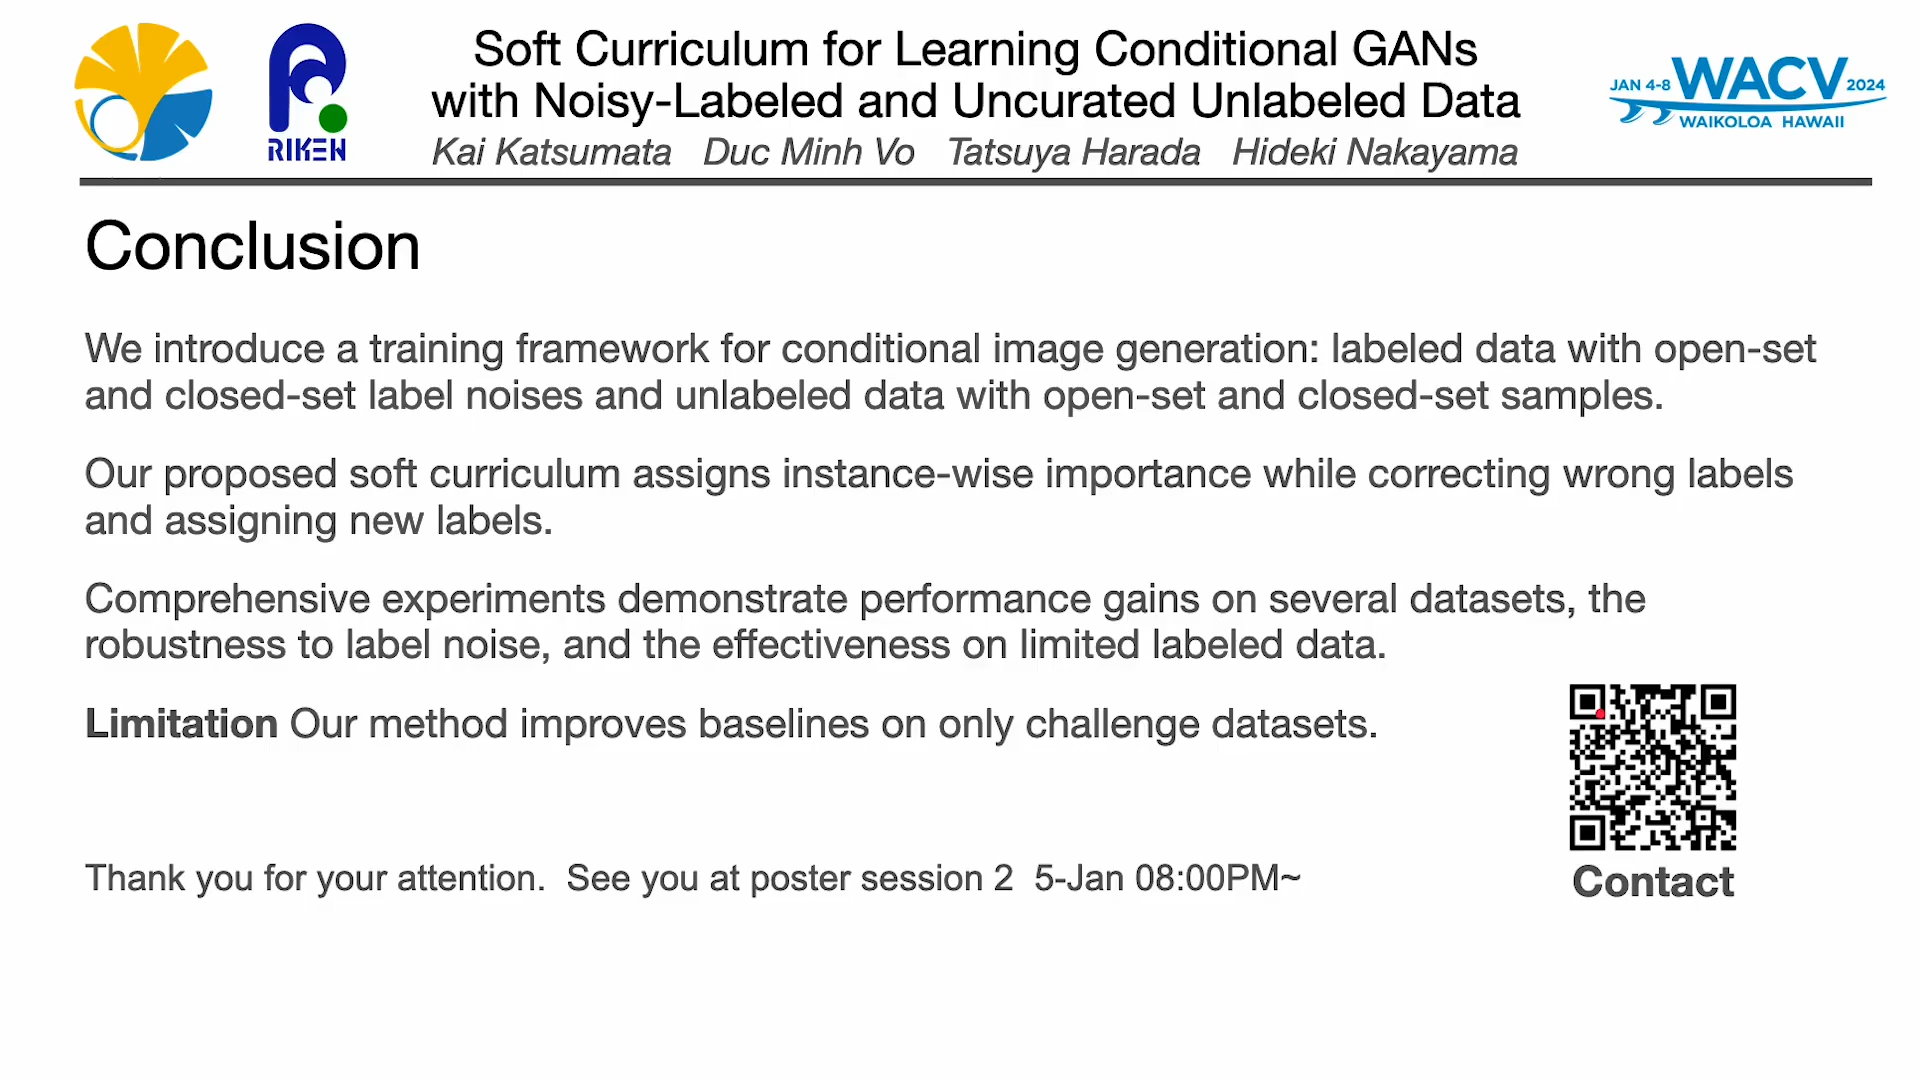 Soft Curriculum for Learning Conditional GANs
with Noisy-Labeled and Uncurated Unlabeled Data
Kai Katsumata Duc Minh Vo Tatsuya Harada Hideki Nakayama
RIKEN
JAN 4-8 WACV 2024
WAIKOLOA HAWAII
Conclusion
We introduce a training framework for conditional image generation: labeled data with open-set
and closed-set label noises and unlabeled data with open-set and closed-set samples.
Our proposed soft curriculum assigns instance-wise importance while correcting wrong labels
and assigning new labels.
Comprehensive experiments demonstrate performance gains on several datasets, the
robustness to label noise, and the effectiveness on limited labeled data.
Limitation Our method improves baselines on only challenge datasets.
Thank you for your attention. See you at poster session 2 5-Jan 08:00PM~
Contact